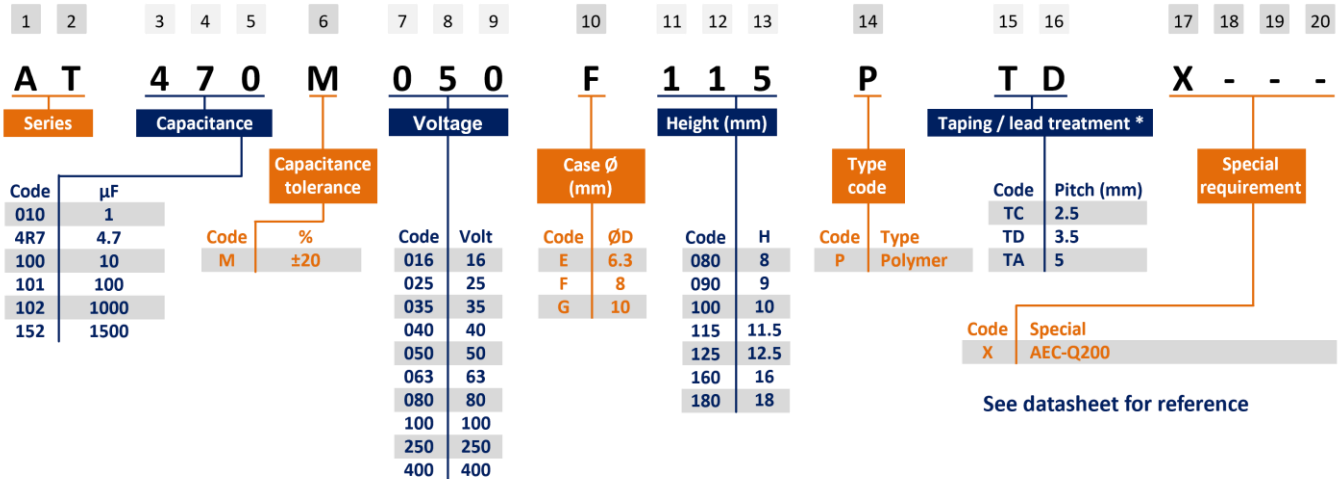 1 2 3 4 5 6 7 8 9 10 11 12 13 14 15 16 17 18 19 20
A T 4 7 0 M 0 5 0 F 1 1 5 P T D X - - -
Series Capacitance Voltage Height (mm) Taping / lead treatment *
Capacitance
tolerance
Case Ø
(mm)
Type
code
Special
requirement
Code µF
010 1
4R7 4.7
100 10
101 100
102 1000
152 1500
Code %
M ±20
Code Volt
016 16
025 25
035 35
040 40
050 50
063 63
080 80
100 100
250 250
400 400
Code ØD
E 6.3
F 8
G 10
Code H
080 8
090 9
100 10
115 11.5
125 12.5
160 16
180 18
Code Type
P Polymer
Code Pitch (mm)
TC 2.5
TD 3.5
TA 5
Code Special
X AEC-Q200
See datasheet for reference